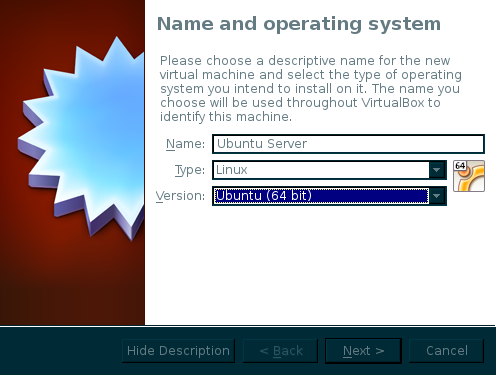 Name and operating system
Please choose a descriptive name for the new
virtual machine and select the type of operating
system you intend to install on it. The name you
choose will be used throughout VirtualBox to
identify this machine.
Name: Ubuntu Server
Type: Linux
64
Version: Ubuntu (64 bit)
Hide Description < Back Next > Cancel